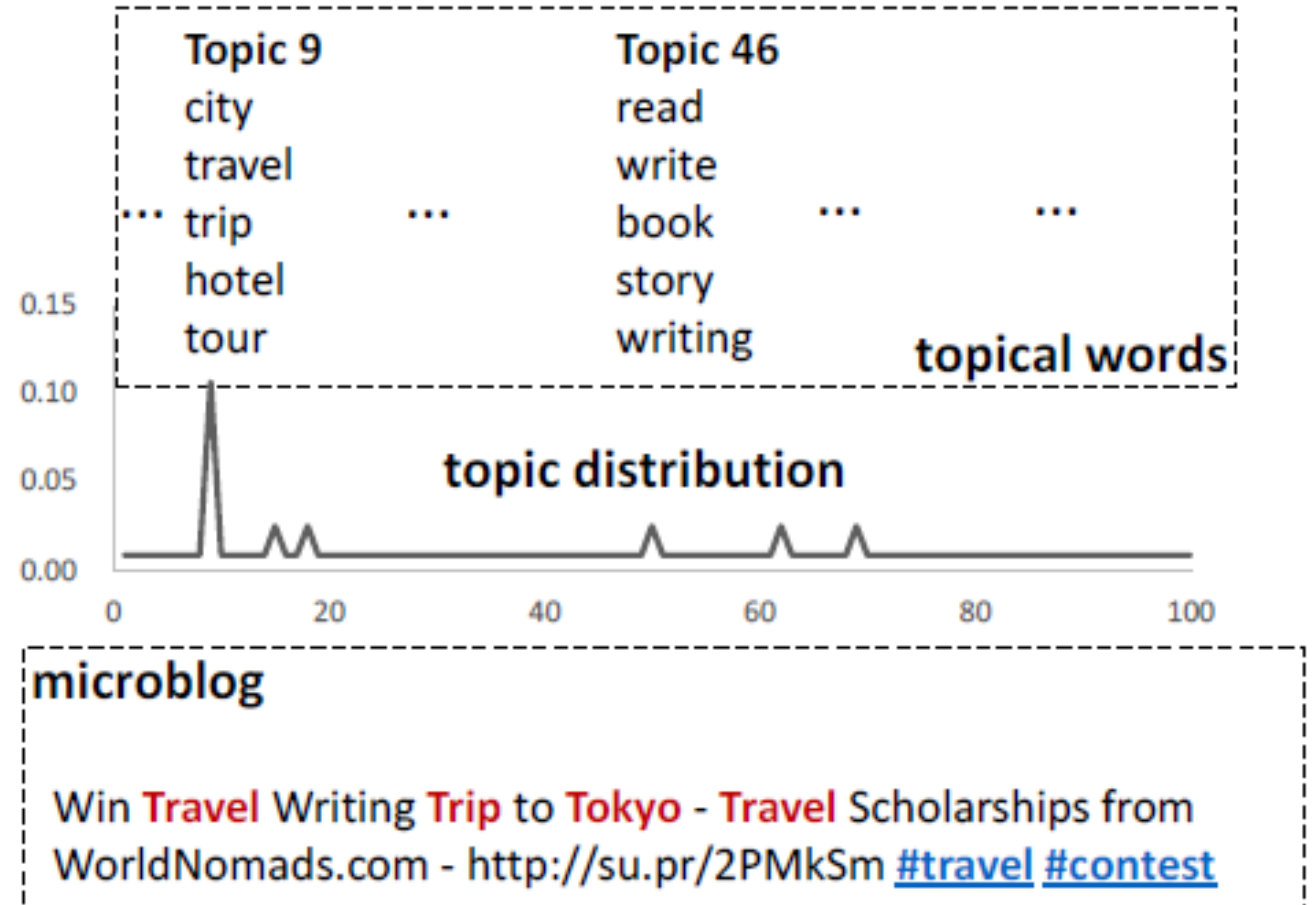 Topic 9 Topic 46
city read
travel write
... trip ... book ... ...
hotel story
0.15
tour writing topical words
0.10
topic distribution
0.05
0.00
0 20 40 60 80 100
microblog
Win Travel Writing Trip to Tokyo - Travel Scholarships from
WorldNomads.com - http://su.pr/2PMkSm #travel #contest